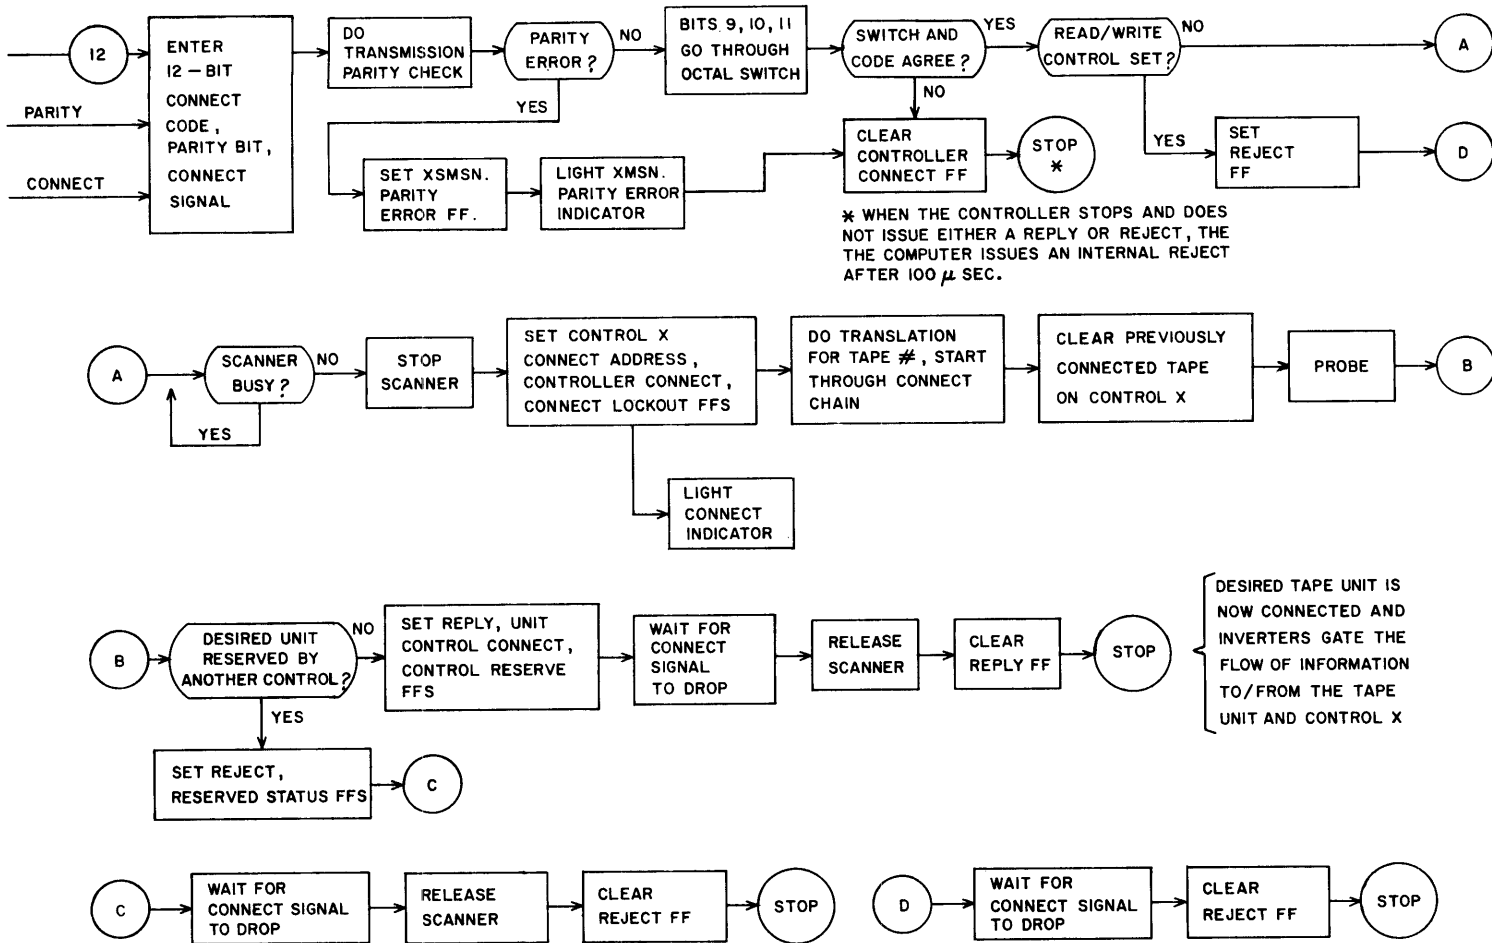 12
PARITY
CONNECT
ENTER
12-BIT
CONNECT
CODE,
PARITY BIT,
CONNECT
SIGNAL
DO
TRANSMISSION
PARITY CHECK
PARITY
ERROR?
NO
YES
BITS 9, 10, 11
GO THROUGH
OCTAL SWITCH
SWITCH AND
CODE AGREE?
YES
NO
READ/WRITE
CONTROL SET?
NO
A
YES
SET XSMSN.
PARITY
ERROR FF.
LIGHT XMSN.
PARITY ERROR
INDICATOR
CLEAR
CONTROLLER
CONNECT FF
STOP
*
SET
REJECT
FF
D
* WHEN THE CONTROLLER STOPS AND DOES
NOT ISSUE EITHER A REPLY OR REJECT, THE
THE COMPUTER ISSUES AN INTERNAL REJECT
AFTER 100 μ SEC.
A
SCANNER
BUSY?
NO
YES
STOP
SCANNER
SET CONTROL X
CONNECT ADDRESS,
CONTROLLER CONNECT,
CONNECT LOCKOUT FFS
DO TRANSLATION
FOR TAPE #, START
THROUGH CONNECT
CHAIN
CLEAR PREVIOUSLY
CONNECTED TAPE
ON CONTROL X
PROBE
B
LIGHT
CONNECT
INDICATOR
B
DESIRED UNIT
RESERVED BY
ANOTHER CONTROL?
NO
YES
SET REPLY, UNIT
CONTROL CONNECT,
CONTROL RESERVE
FFS
WAIT FOR
CONNECT
SIGNAL
TO DROP
RELEASE
SCANNER
CLEAR
REPLY FF
STOP
DESIRED TAPE UNIT IS
NOW CONNECTED AND
INVERTERS GATE THE
FLOW OF INFORMATION
TO/FROM THE TAPE
UNIT AND CONTROL X
SET REJECT,
RESERVED STATUS FFS
C
C
WAIT FOR
CONNECT SIGNAL
TO DROP
RELEASE
SCANNER
CLEAR
REJECT FF
STOP
D
WAIT FOR
CONNECT SIGNAL
TO DROP
CLEAR
REJECT FF
STOP